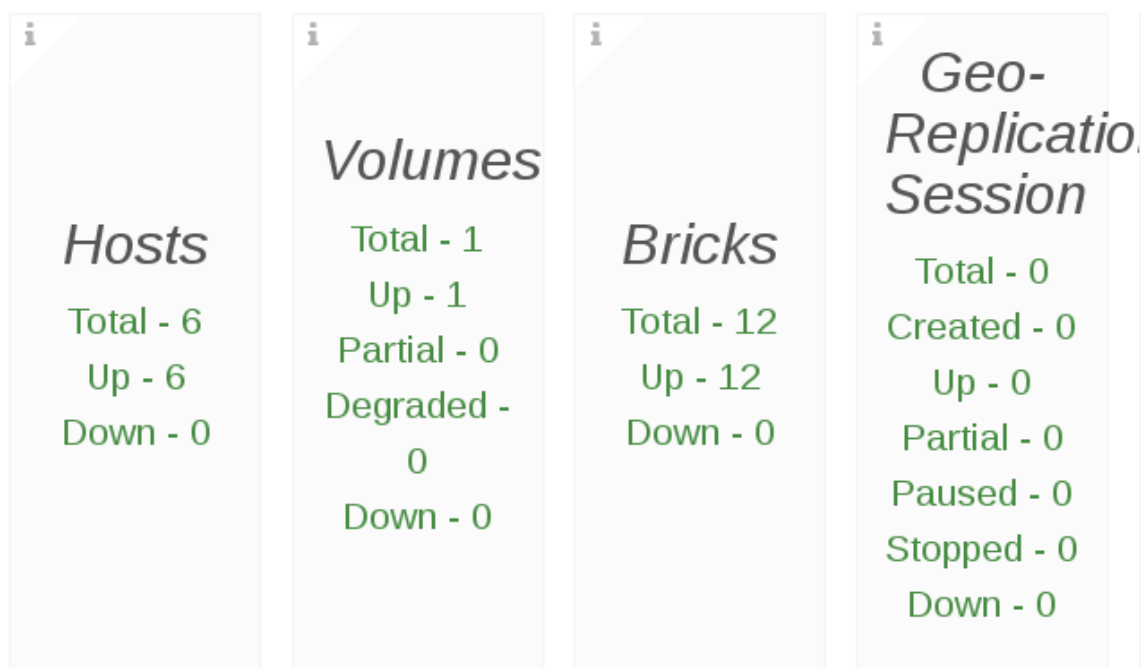 Hosts
Total - 6
Up - 6
Down - 0
Volumes
Total - 1
Up - 1
Partial - 0
Degraded -
0
Down - 0
Bricks
Total - 12
Up - 12
Down - 0
Geo-
Replicatio
Session
Total - 0
Created - 0
Up - 0
Partial - 0
Paused - 0
Stopped - 0
Down - 0